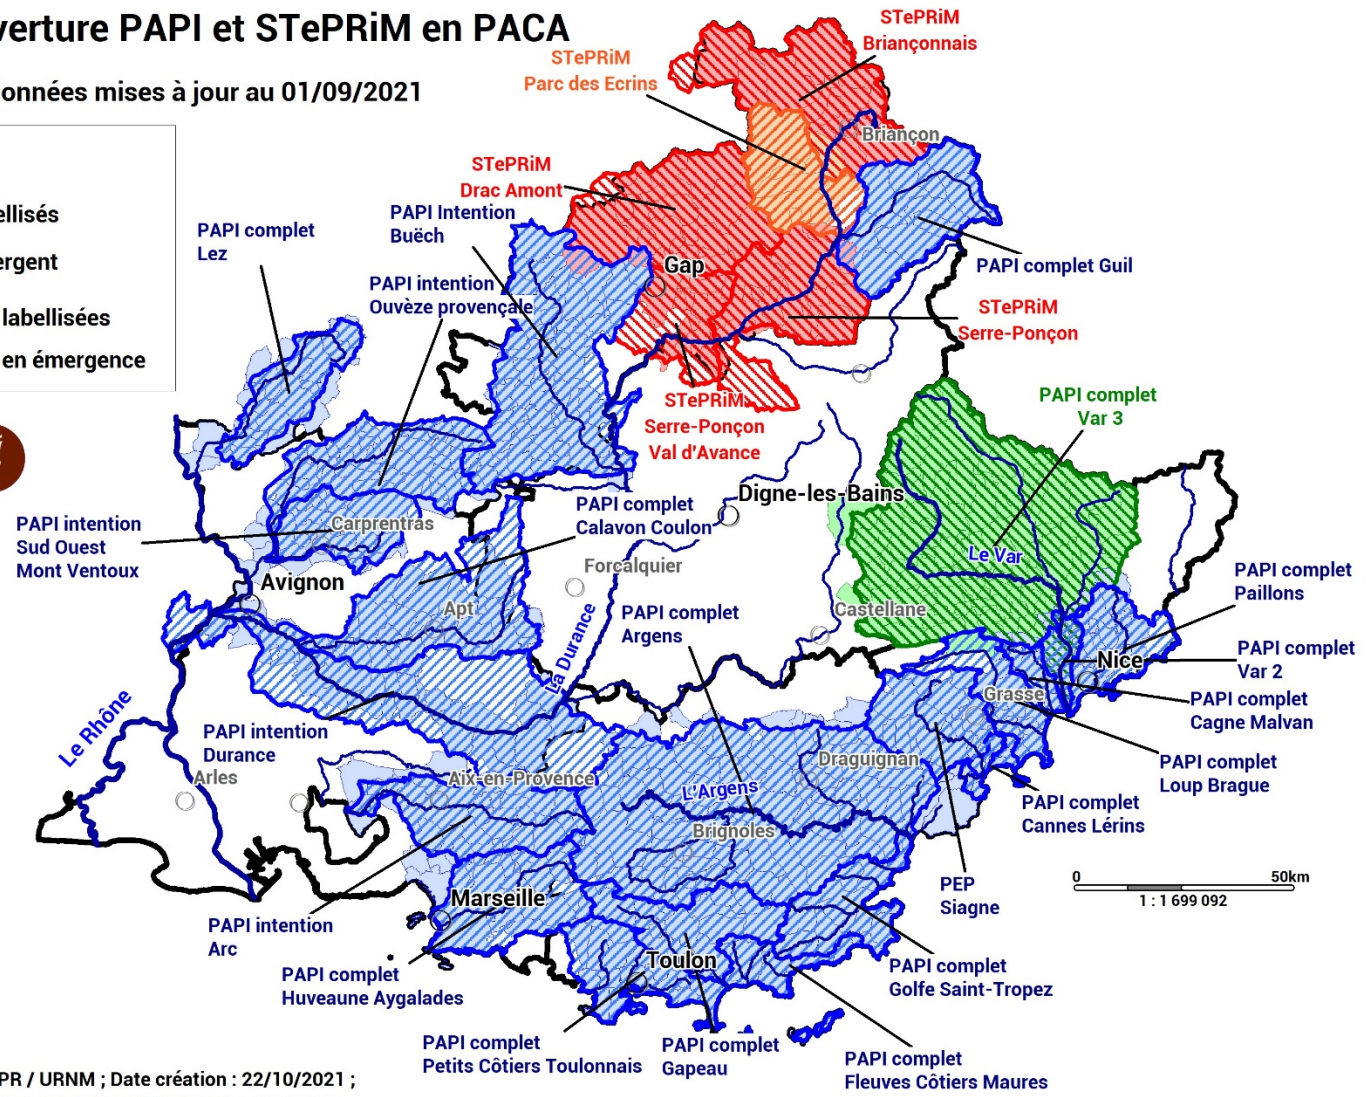 verture PAPI et STePRiM en PACA
onnées mises à jour au 01/09/2021
ellisés
ergent
labellisées
en émergence
STePRiM
Briançonnais
STePRiM
Parc des Ecrins
Briançon
STePRiM
Drac Amont
PAPI Intention
Buëch
PAPI complet
Lez
Gap
PAPI complet Guil
PAPI intention
Ouvèze provençale
STePRiM
Serre-Ponçon
STePRiM
Serre-Ponçon
Val d'Avance
PAPI complet
Var 3
Digne-les-Bains
PAPI complet
Calavon Coulon
PAPI intention
Sud Ouest
Mont Ventoux
Carpentras
Le Var
Forcalquier
Avignon
PAPI complet
Paillons
Apt
PAPI complet
Argens
Castellane
La Durance
Nice
PAPI complet
Var 2
Grasse
PAPI complet
Cagne Malvan
Le Rhône
PAPI intention
Durance
Arles
Aix-en-Provence
Draguignan
PAPI complet
Loup Brague
L'Argens
PAPI complet
Cannes Lérins
Brignoles
0 50km
1 : 1 699 092
PEP
Siagne
Marseille
PAPI intention
Arc
Toulon
PAPI complet
Huveaune Aygalades
PAPI complet
Golfe Saint-Tropez
PAPI complet
Petits Côtiers Toulonnais
PAPI complet
Gapeau
PAPI complet
Fleuves Côtiers Maures
PR / URNM ; Date création : 22/10/2021 ;